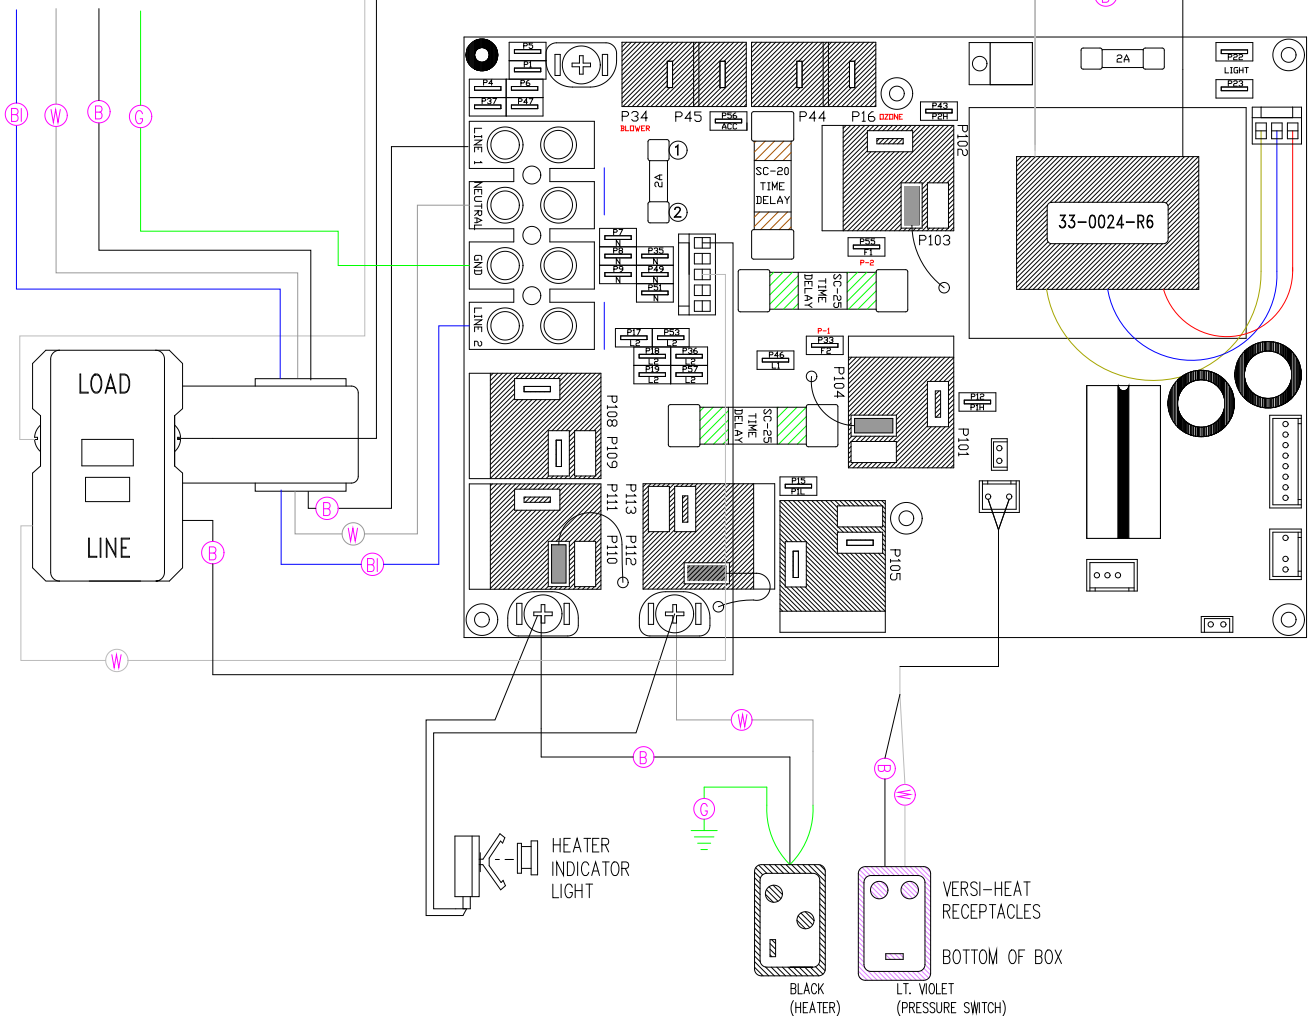 B
Bl
W
B
G
P5
P1
P4
P6
P37
P47
P34
BLOWER
P45
P56
ACC
P44
P16
OZONE
P43
P2H
2A
P22
LIGHT
P23
LINE 1
NEUTRAL
GND
LINE 2
2A
1
2
SC-20
TIME
DELAY
P102
P103
33-0024-R6
P7
N
P8
N
P9
N
P35
N
P49
N
P51
N
P55
F1
P-2
SC-25
TIME
DELAY
P17
L2
P53
L2
P18
L2
P36
L2
P19
L2
P57
L2
P-1
P33
F2
P46
L1
P104
P12
P1H
P101
SC-25
TIME
DELAY
P108
P109
P15
P1L
P111
P113
P110
P112
P105
LOAD
LINE
B
W
Bl
B
W
W
B
G
B
W
HEATER
INDICATOR
LIGHT
VERSI-HEAT
RECEPTACLES
BOTTOM OF BOX
BLACK
(HEATER)
LT. VIOLET
(PRESSURE SWITCH)